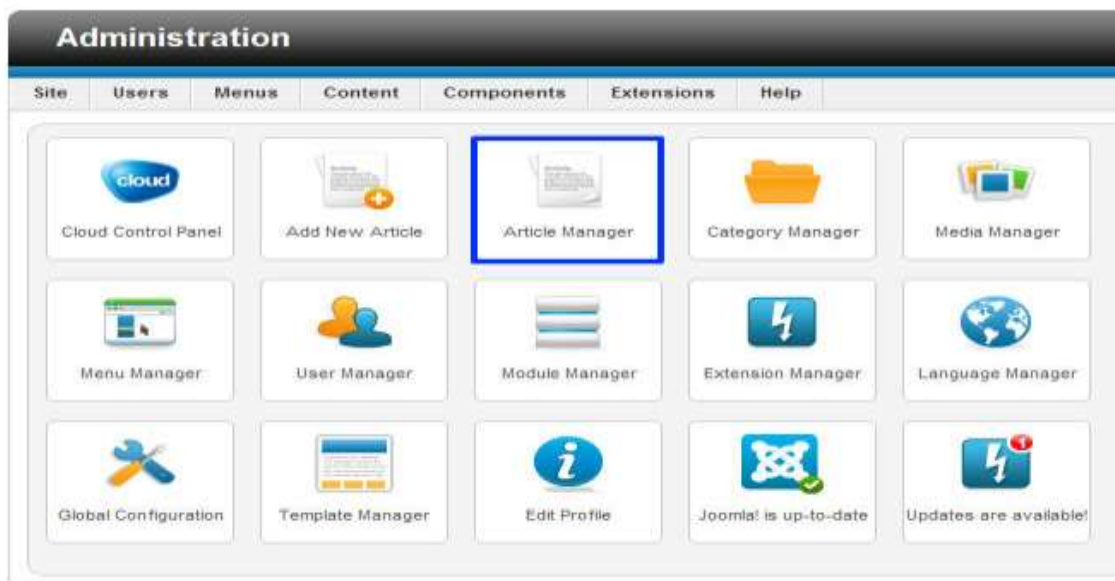 Administration
Site Users Menus Content Components Extensions Help
cloud
Cloud Control Panel Add New Article Article Manager Category Manager Media Manager
Menu Manager User Manager Module Manager Extension Manager Language Manager
1
Global Configuration Template Manager Edit Profile Joomla! is up-to-date Updates are available!